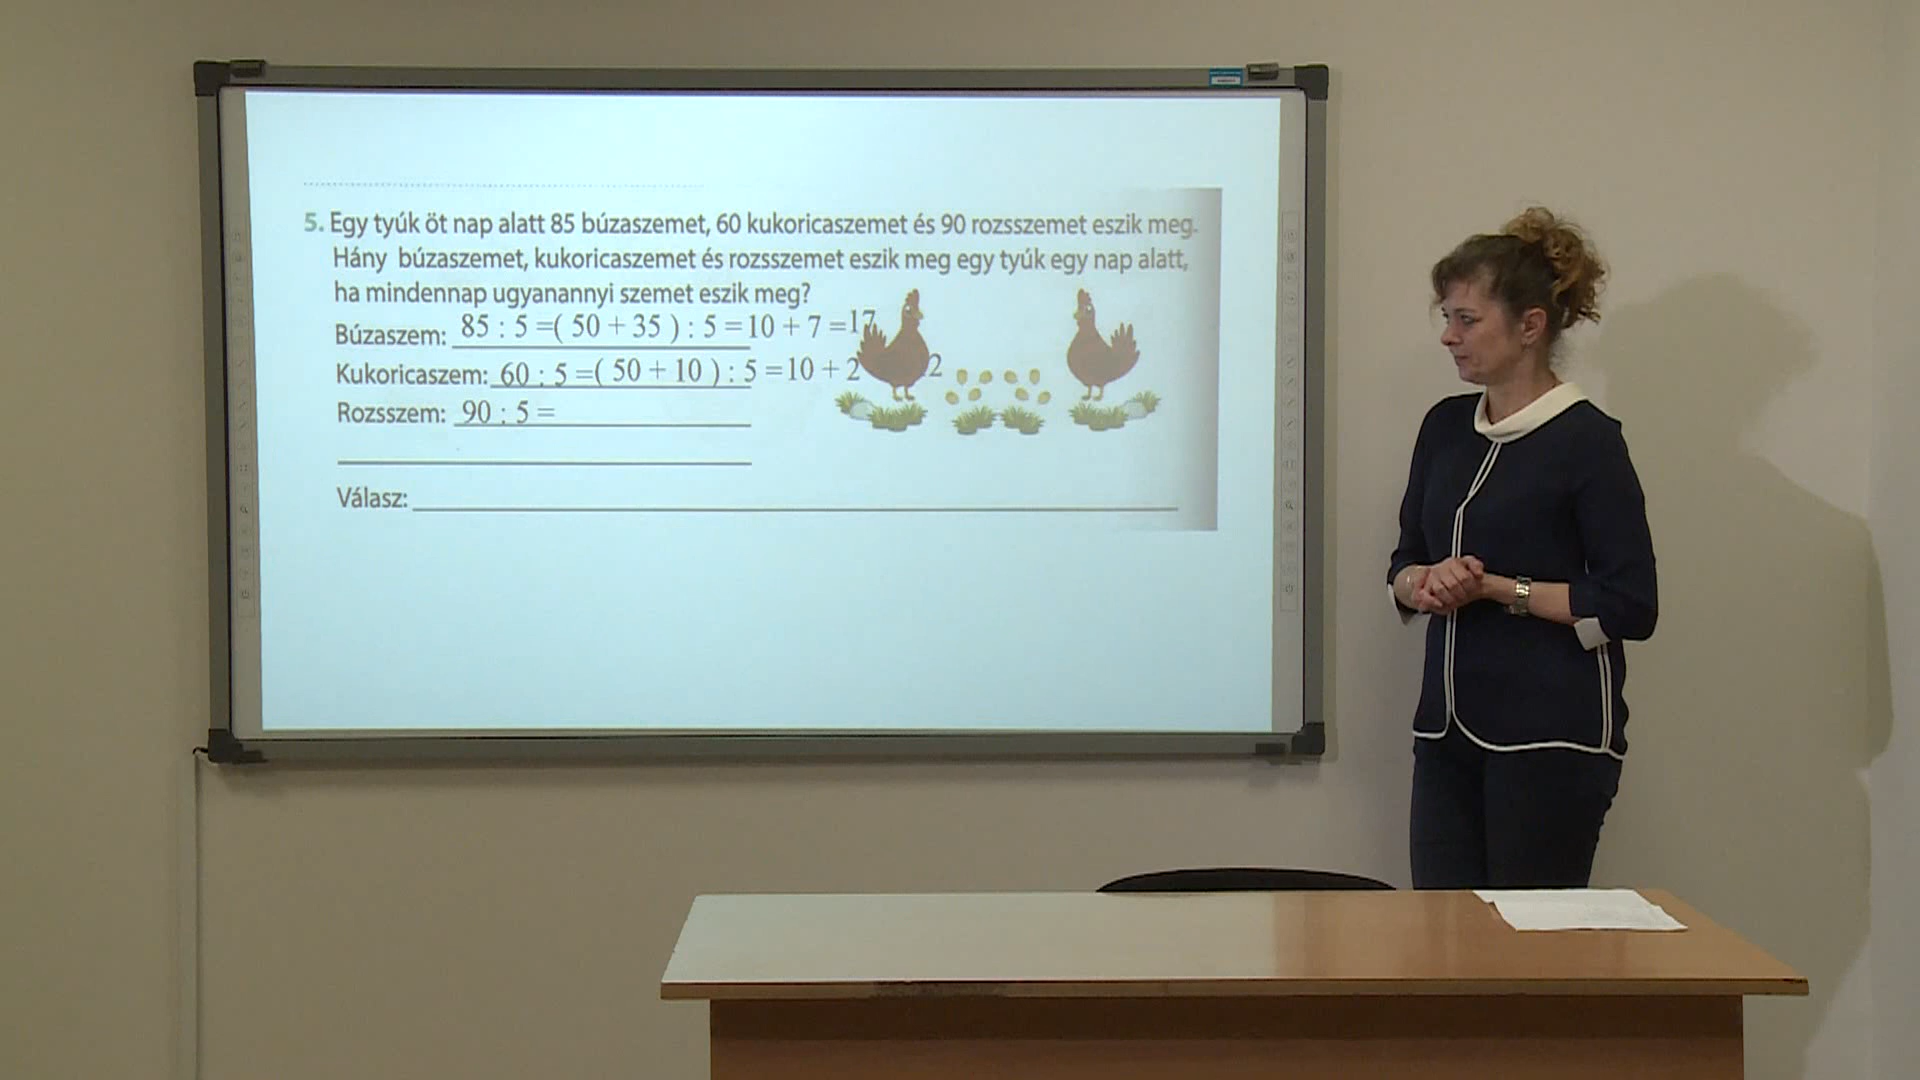 5. Egy tyúk öt nap alatt 85 búzaszemet, 60 kukoricaszemet és 90 rozsszemet eszik meg.
Hány búzaszemet, kukoricaszemet és rozsszemet eszik meg egy tyúk egy nap alatt,
ha mindennap ugyanannyi szemet eszik meg?
Búzaszem: 85 : 5 =( 50 + 35 ) : 5 = 10 + 7 =17
Kukoricaszem: 60 : 5 =( 50 + 10 ) : 5 = 10 + 2 2
Rozsszem: 90 : 5 =
Válasz: